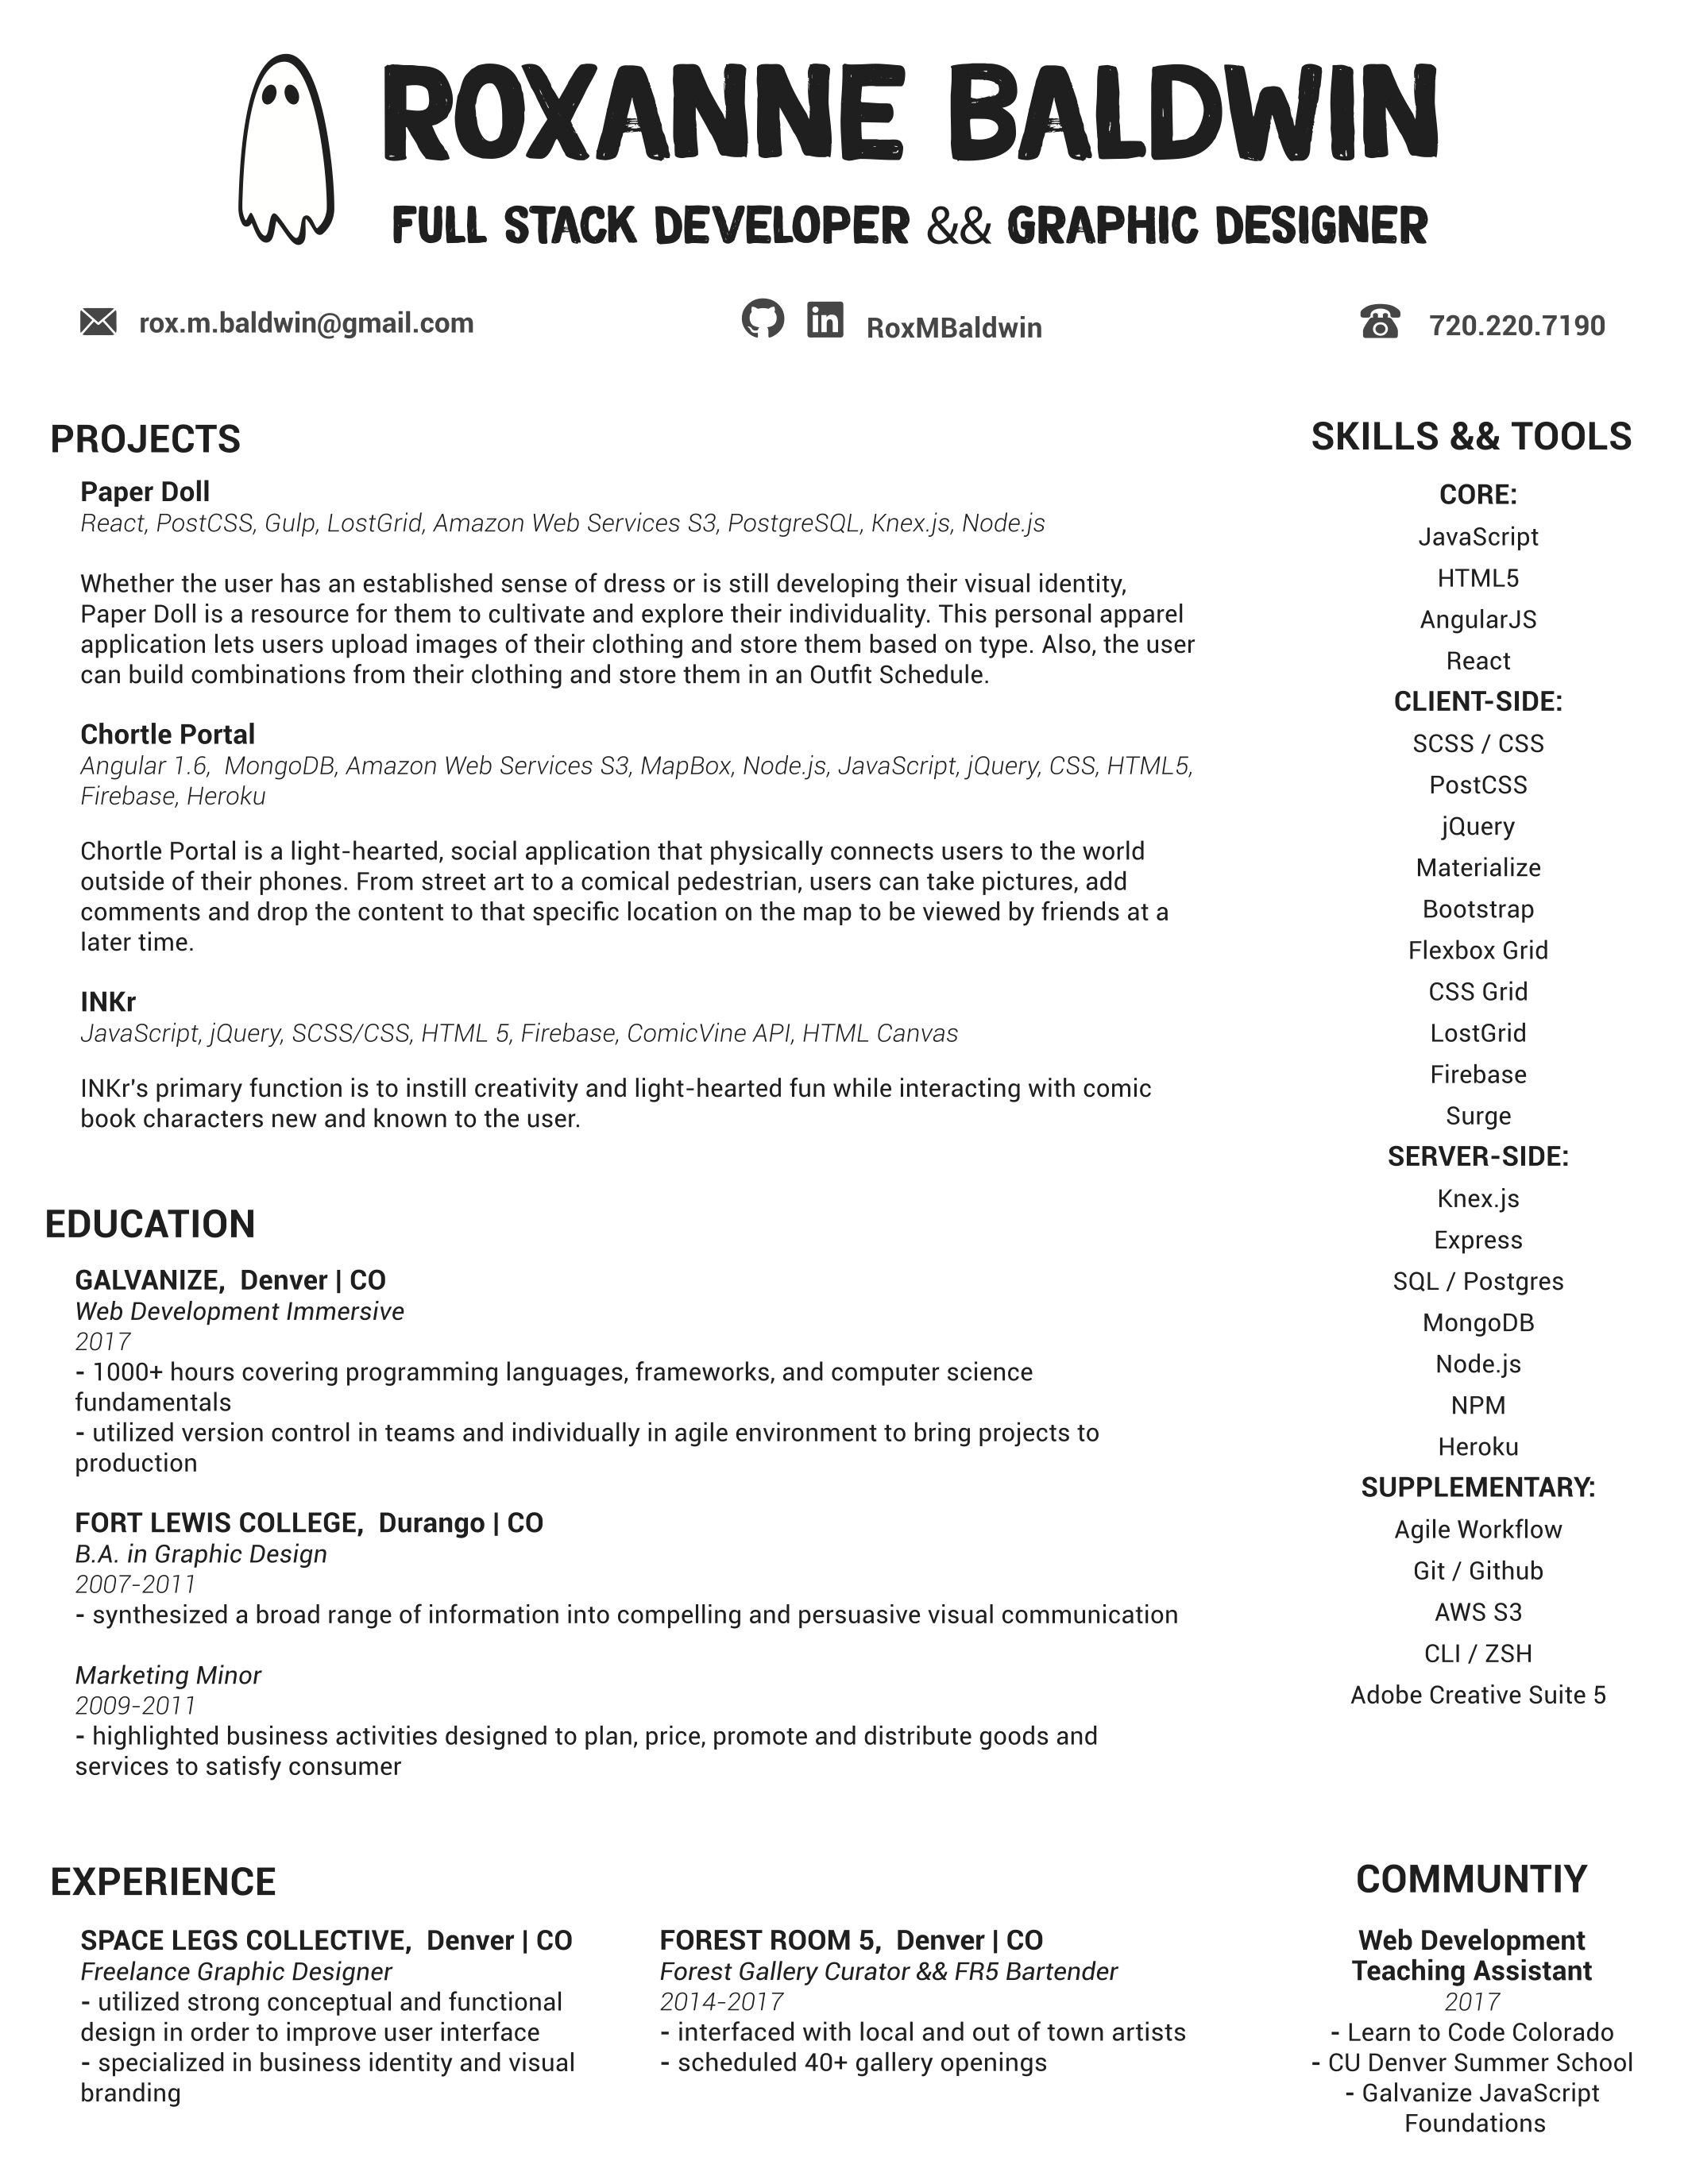 ROXANNE BALDWIN
FULL STACK DEVELOPER && GRAPHIC DESIGNER
rox.m.baldwin@gmail.com
RoxMBaldwin
720.220.7190
PROJECTS
Paper Doll
React, PostCSS, Gulp, LostGrid, Amazon Web Services S3, PostgreSQL, Knex.js, Node.js
Whether the user has an established sense of dress or is still developing their visual identity,
Paper Doll is a resource for them to cultivate and explore their individuality. This personal apparel
application lets users upload images of their clothing and store them based on type. Also, the user
can build combinations from their clothing and store them in an Outfit Schedule.
Chortle Portal
Angular 1.6,  MongoDB, Amazon Web Services S3, MapBox, Node.js, JavaScript, jQuery, CSS, HTML5,
Firebase, Heroku
Chortle Portal is a light-hearted, social application that physically connects users to the world
outside of their phones. From street art to a comical pedestrian, users can take pictures, add
comments and drop the content to that specific location on the map to be viewed by friends at a
later time.
INKr
JavaScript, jQuery, SCSS/CSS, HTML 5, Firebase, ComicVine API, HTML Canvas
INKr's primary function is to instill creativity and light-hearted fun while interacting with comic
book characters new and known to the user.
EDUCATION
GALVANIZE,  Denver | CO
Web Development Immersive
2017
- 1000+ hours covering programming languages, frameworks, and computer science
fundamentals
- utilized version control in teams and individually in agile environment to bring projects to
production
FORT LEWIS COLLEGE,  Durango | CO
B.A. in Graphic Design
2007-2011
- synthesized a broad range of information into compelling and persuasive visual communication
Marketing Minor
2009-2011
- highlighted business activities designed to plan, price, promote and distribute goods and
services to satisfy consumer
SKILLS && TOOLS
CORE:
JavaScript
HTML5
AngularJS
React
CLIENT-SIDE:
SCSS / CSS
PostCSS
jQuery
Materialize
Bootstrap
Flexbox Grid
CSS Grid
LostGrid
Firebase
Surge
SERVER-SIDE:
Knex.js
Express
SQL / Postgres
MongoDB
Node.js
NPM
Heroku
SUPPLEMENTARY:
Agile Workflow
Git / Github
AWS S3
CLI / ZSH
Adobe Creative Suite 5
EXPERIENCE
SPACE LEGS COLLECTIVE,  Denver | CO
Freelance Graphic Designer
- utilized strong conceptual and functional
design in order to improve user interface
- specialized in business identity and visual
branding
FOREST ROOM 5,  Denver | CO
Forest Gallery Curator && FR5 Bartender
2014-2017
- interfaced with local and out of town artists
- scheduled 40+ gallery openings
COMMUNTIY
Web Development
Teaching Assistant
2017
- Learn to Code Colorado
- CU Denver Summer School
- Galvanize JavaScript
Foundations